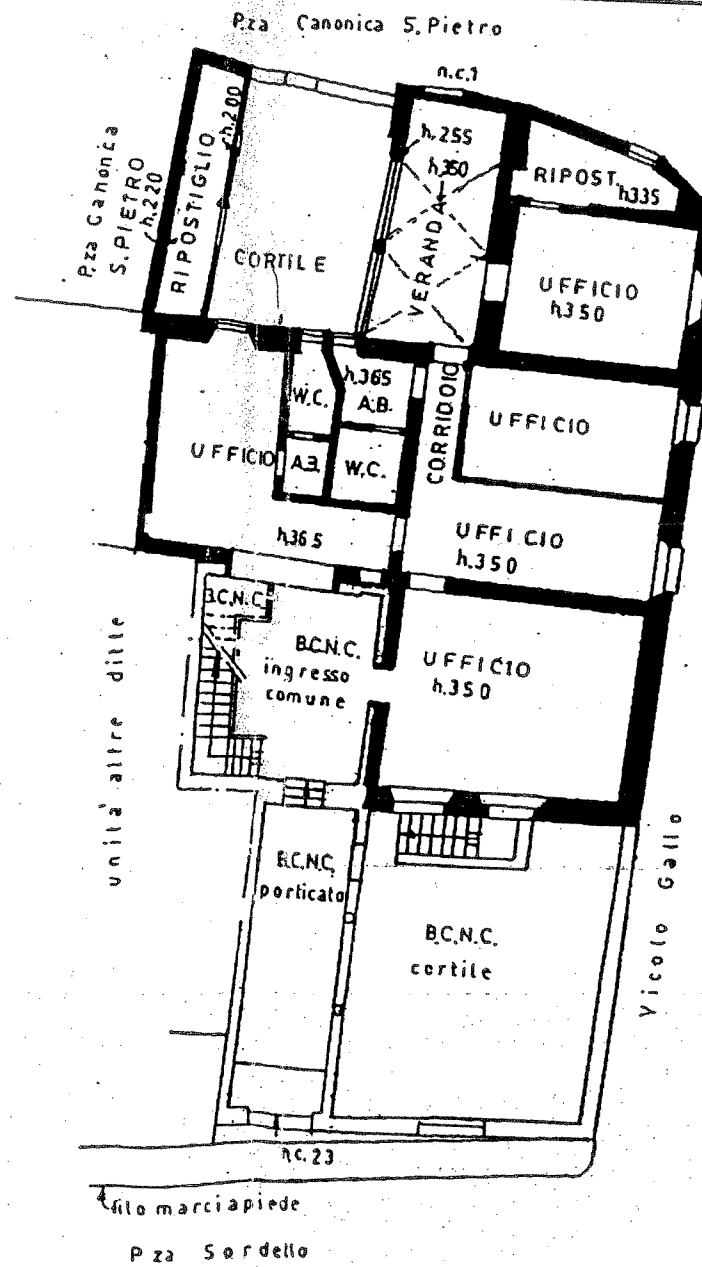 P.za Canonica S. Pietro
n.c.1
P.za Canonica
S. PIETRO
h.220
RIPOSTIGLIO
h.200
CORTILE
h.255
h.350
VERANDA
RIPOST.
h335
UFFICIO
h350
W.C.
h.365
A.B.
CORRIDOIO
UFFICIO
UFFICIO
A.B.
W.C.
h.365
UFFICIO
h.350
B.C.N.C.
B.C.N.C.
ingresso
comune
UFFICIO
h.350
unità altre ditte
B.C.N.C.
porticato
B.C.N.C.
cortile
Vicolo Gallo
n.c.23
filo marciapiede
P.za Sordello